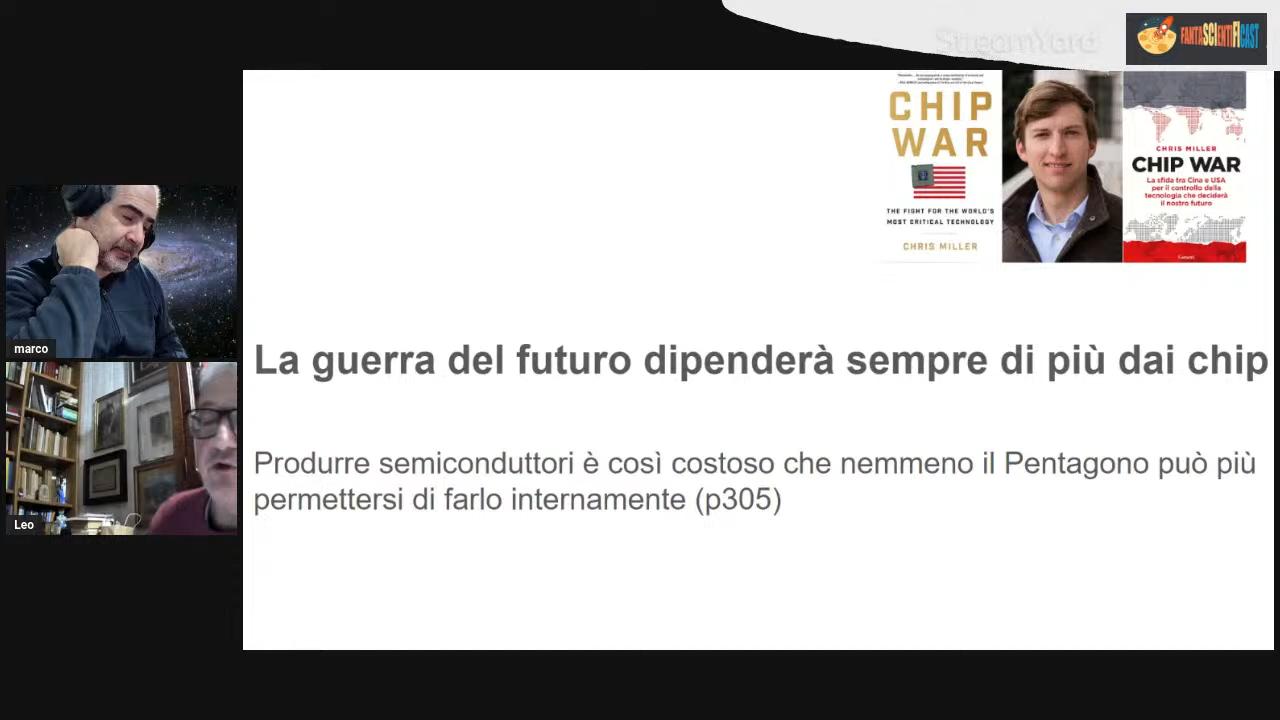 StreamYard
FANTASCIENTIFICAST
CHIP
WAR
THE FIGHT FOR THE WORLD'S
MOST CRITICAL TECHNOLOGY
CHRIS MILLER
CHRIS MILLER
CHIP WAR
La sfida tra Cina e USA
per il controllo della
tecnologia che deciderà
il nostro futuro
Garzanti
La guerra del futuro dipenderà sempre di più dai chip
Produrre semiconduttori è così costoso che nemmeno il Pentagono può più
permettersi di farlo internamente (p305)
marco
Leo